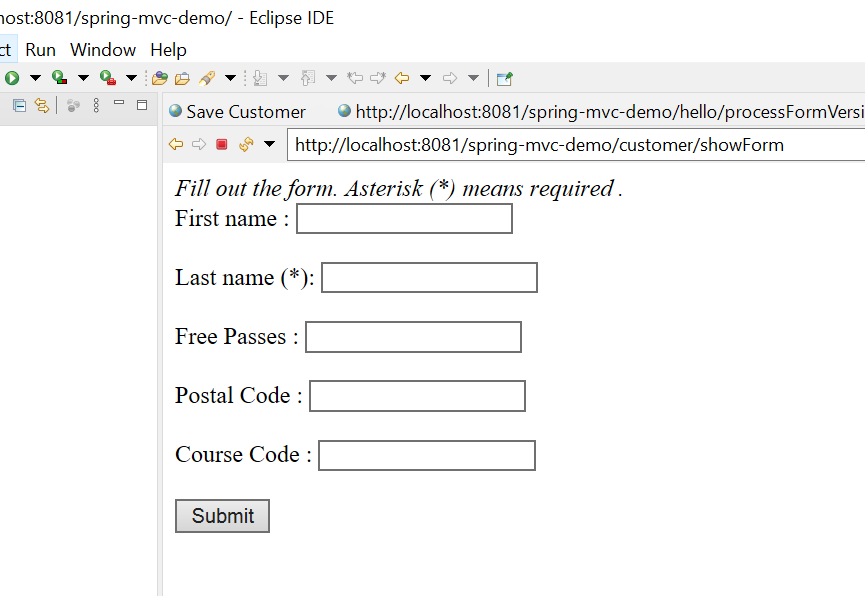 host:8081/spring-mvc-demo/ - Eclipse IDE
ct Run Window Help
Save Customer http://localhost:8081/spring-mvc-demo/hello/processFormVersi
http://localhost:8081/spring-mvc-demo/customer/showForm
Fill out the form. Asterisk (*) means required .
First name :
Last name (*):
Free Passes :
Postal Code :
Course Code :
Submit